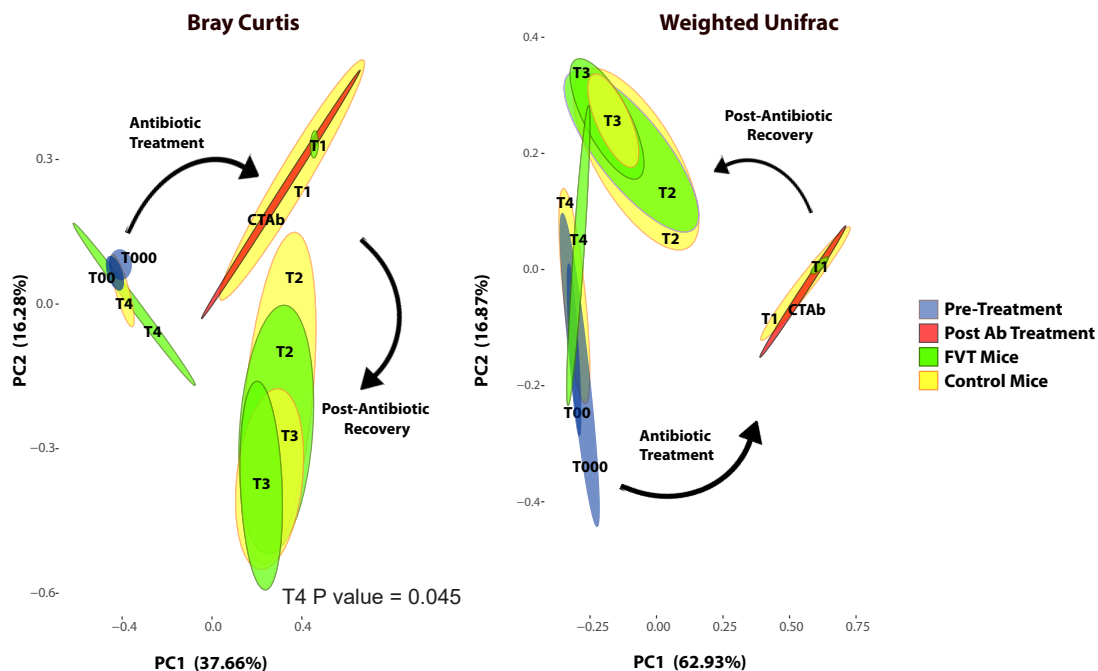 Bray Curtis
0.3-
0.0-
−0.3-
−0.6-
PC2 (16.28%)
Antibiotic
Treatment
T1
T1
CTAb
T000
T00
T4
T4
T2
T2
T3
T3
Post-Antibiotic
Recovery
T4 P value = 0.045
−0.4
0.0
0.4
PC1 (37.66%)
Weighted Unifrac
0.4-
0.2-
0.0-
−0.2-
−0.4-
PC2 (16.87%)
T3
T3
T2
T2
T4
T4
Post-Antibiotic
Recovery
T1
T1
CTAb
T00
T000
Antibiotic
Treatment
−0.25
0.00
0.25
0.50
0.75
PC1 (62.93%)
Pre-Treatment
Post Ab Treatment
FVT Mice
Control Mice